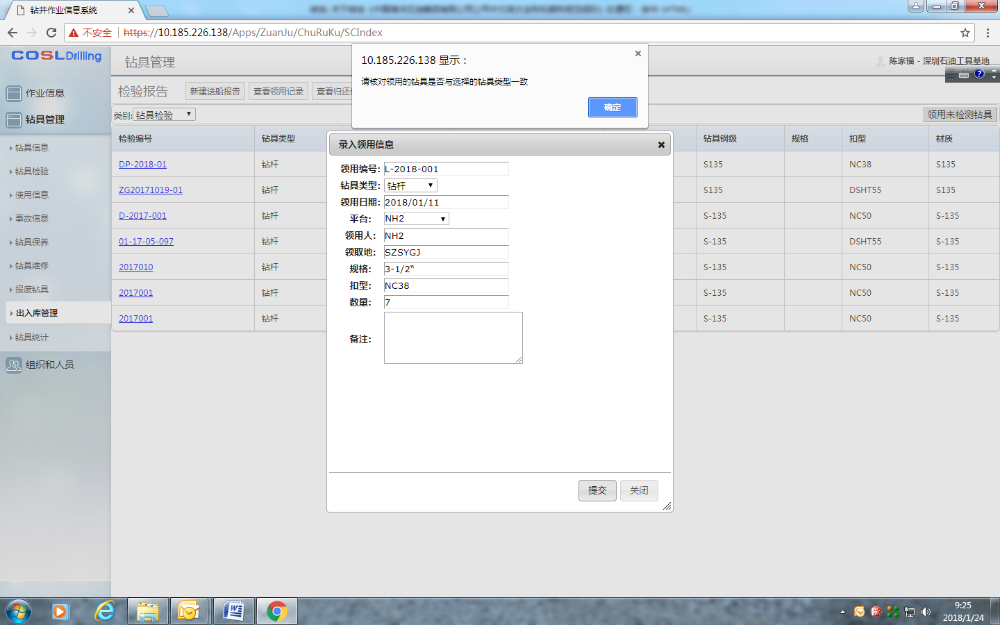 钻井作业信息系统
不安全 https://10.185.226.138/Apps/ZuanJu/ChuRuKu/SCIndex
COSL Drilling
钻具管理
陈家福 - 深圳石油工具基地
10.185.226.138 显示：
请核对领用的钻具是否与选择的钻具类型一致
确定
作业信息
钻具管理
钻具信息
钻具检验
使用信息
事故信息
钻具保养
钻具维修
报废钻具
出入库管理
钻具统计
组织和人员
检验报告 新建送船报告 查看领用记录 查看归还
类别: 钻具检验 领用未检测钻具
检验编号 钻具类型 钻具钢级 规格 扣型 材质
DP-2018-01 钻杆 S135 NC38 S135
ZG20171019-01 钻杆 S135 DSHT55 S135
D-2017-001 钻杆 S-135 NC50 S-135
01-17-05-097 钻杆 S-135 DSHT55 S-135
2017010 钻杆 S-135 NC50 S-135
2017001 钻杆 S-135 NC50 S-135
2017001 钻杆 S-135 NC50 S-135
录入领用信息
领用编号: L-2018-001
钻具类型: 钻杆
领用日期: 2018/01/11
平台: NH2
领用人: NH2
领取地: SZSYGJ
规格: 3-1/2"
扣型: NC38
数量: 7
备注:
提交 关闭
9:25
2018/1/24